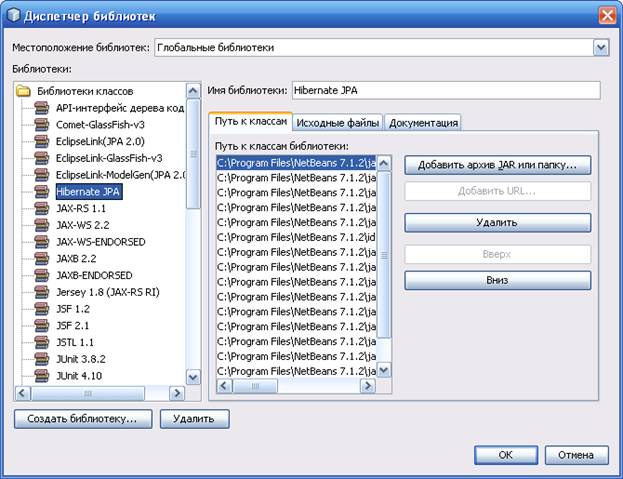 Диспетчер библиотек
Местоположение библиотек: Глобальные библиотеки
Библиотеки:
Библиотеки классов
API-интерфейс дерева код
Comet-GlassFish-v3
EclipseLink(JPA 2.0)
EclipseLink-GlassFish-v3
EclipseLink-ModelGen(JPA 2.0
Hibernate JPA
JAX-RS 1.1
JAX-WS 2.2
JAX-WS-ENDORSED
JAXB 2.2
JAXB-ENDORSED
Jersey 1.8 (JAX-RS RI)
JSF 1.2
JSF 2.1
JSTL 1.1
JUnit 3.8.2
JUnit 4.10
Создать библиотеку... Удалить
Имя библиотеки: Hibernate JPA
Путь к классам Исходные файлы Документация
Путь к классам библиотеки:
C:\Program Files\NetBeans 7.1.2\ja
C:\Program Files\NetBeans 7.1.2\ja
C:\Program Files\NetBeans 7.1.2\ja
C:\Program Files\NetBeans 7.1.2\ja
C:\Program Files\NetBeans 7.1.2\ja
C:\Program Files\NetBeans 7.1.2\id
C:\Program Files\NetBeans 7.1.2\ja
C:\Program Files\NetBeans 7.1.2\ja
C:\Program Files\NetBeans 7.1.2\ja
C:\Program Files\NetBeans 7.1.2\ja
C:\Program Files\NetBeans 7.1.2\ja
C:\Program Files\NetBeans 7.1.2\ja
C:\Program Files\NetBeans 7.1.2\ja
C:\Program Files\NetBeans 7.1.2\ja
C:\Program Files\NetBeans 7.1.2\ja
Добавить архив JAR или папку...
Добавить URL...
Удалить
Вверх
Вниз
OK Отмена